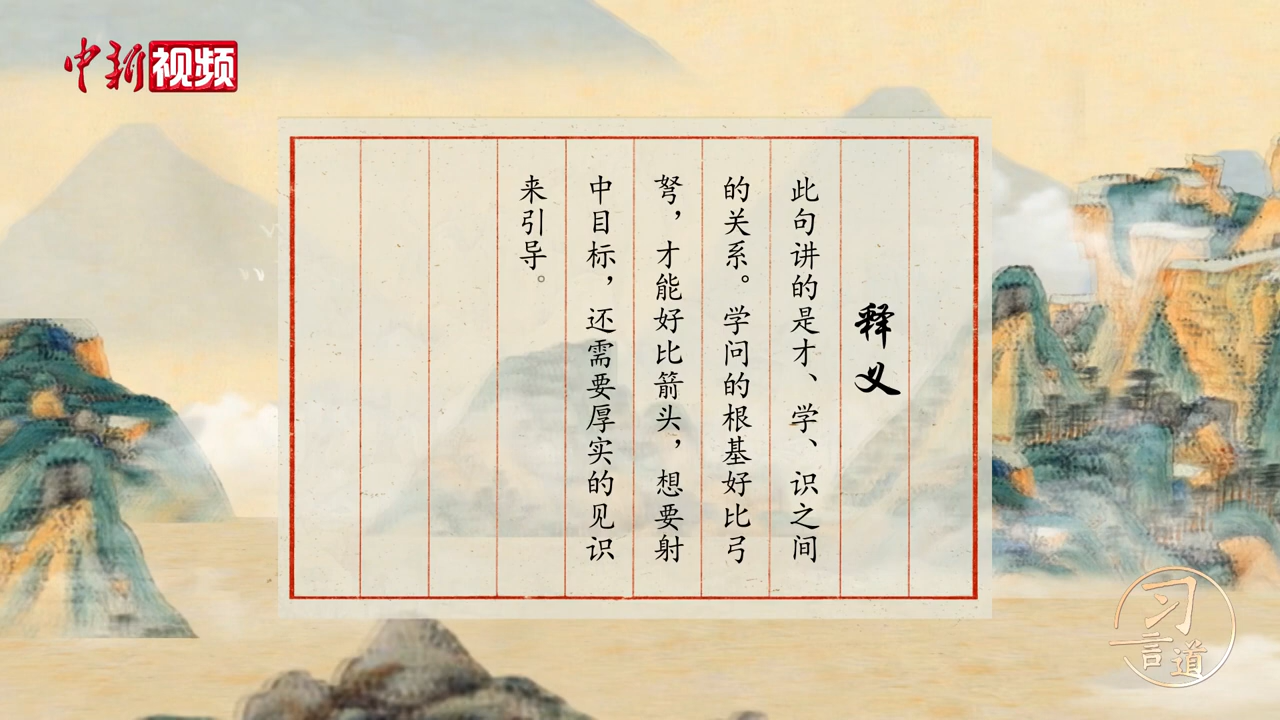 中新视频
释义
此句讲的是才、学、识之间
的关系。学问的根基好比弓
弩，才能好比箭头，想要射
中目标，还需要厚实的见识
来引导。
习
言道